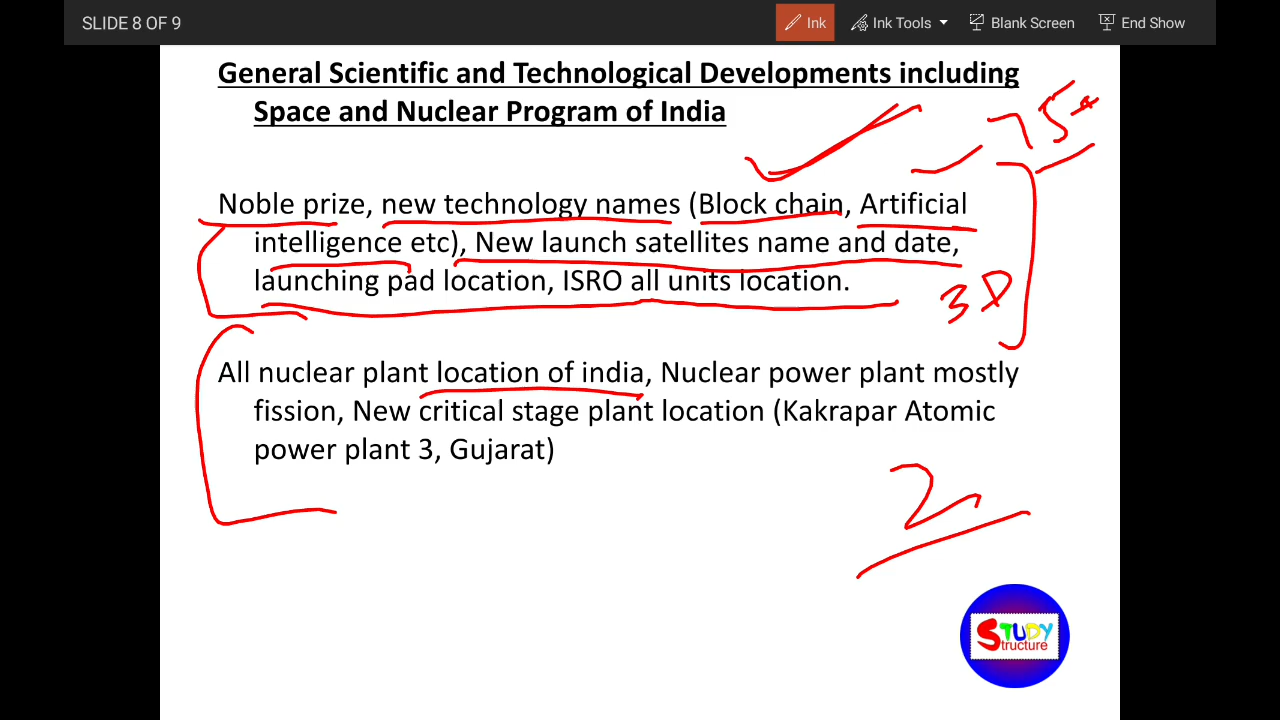 SLIDE 8 OF 9
Ink
Ink Tools
Blank Screen
End Show
General Scientific and Technological Developments including
Space and Nuclear Program of India
75*
Noble prize, new technology names (Block chain, Artificial
intelligence etc), New launch satellites name and date,
launching pad location, ISRO all units location.
3D
All nuclear plant location of india, Nuclear power plant mostly
fission, New critical stage plant location (Kakrapar Atomic
power plant 3, Gujarat)
2
STUDY
Structure